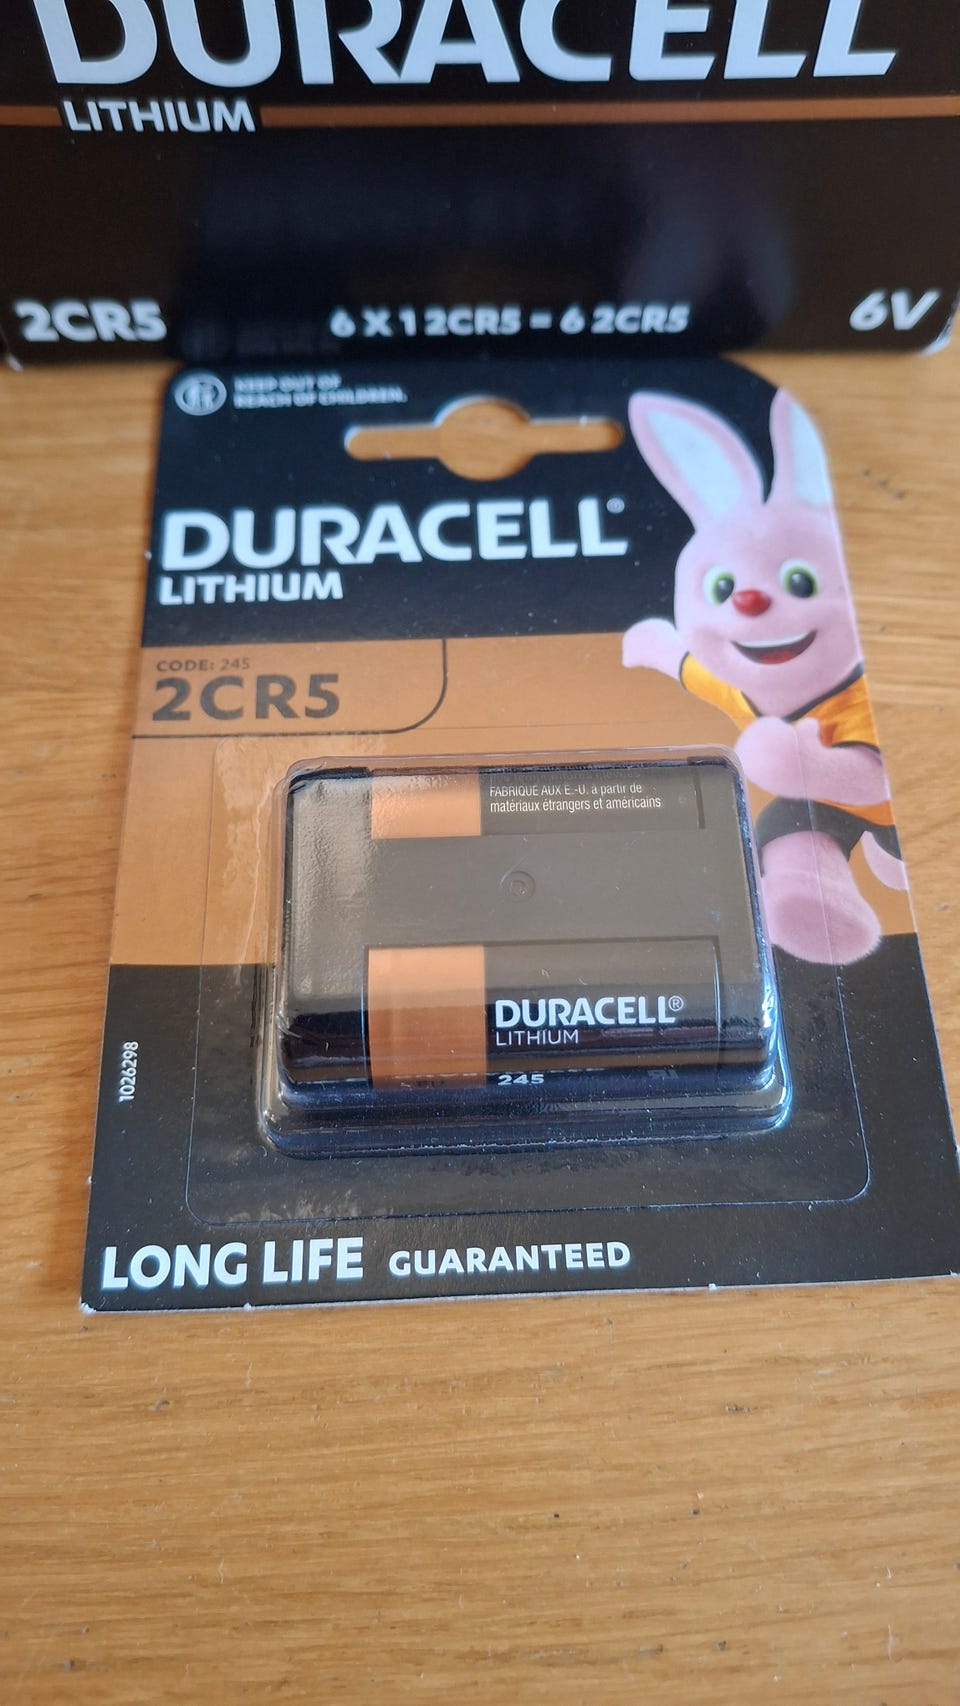 DURACELL
LITHIUM
2CR5
6 X 1 2CR5 = 6 2CR5
6V
KEEP OUT OF
REACH OF CHILDREN.
DURACELL®
LITHIUM
CODE: 245
2CR5
FABRIQUE AUX E.-U. à partir de
matériaux étrangers et américains
DURACELL®
LITHIUM
245
1026298
LONG LIFE GUARANTEED